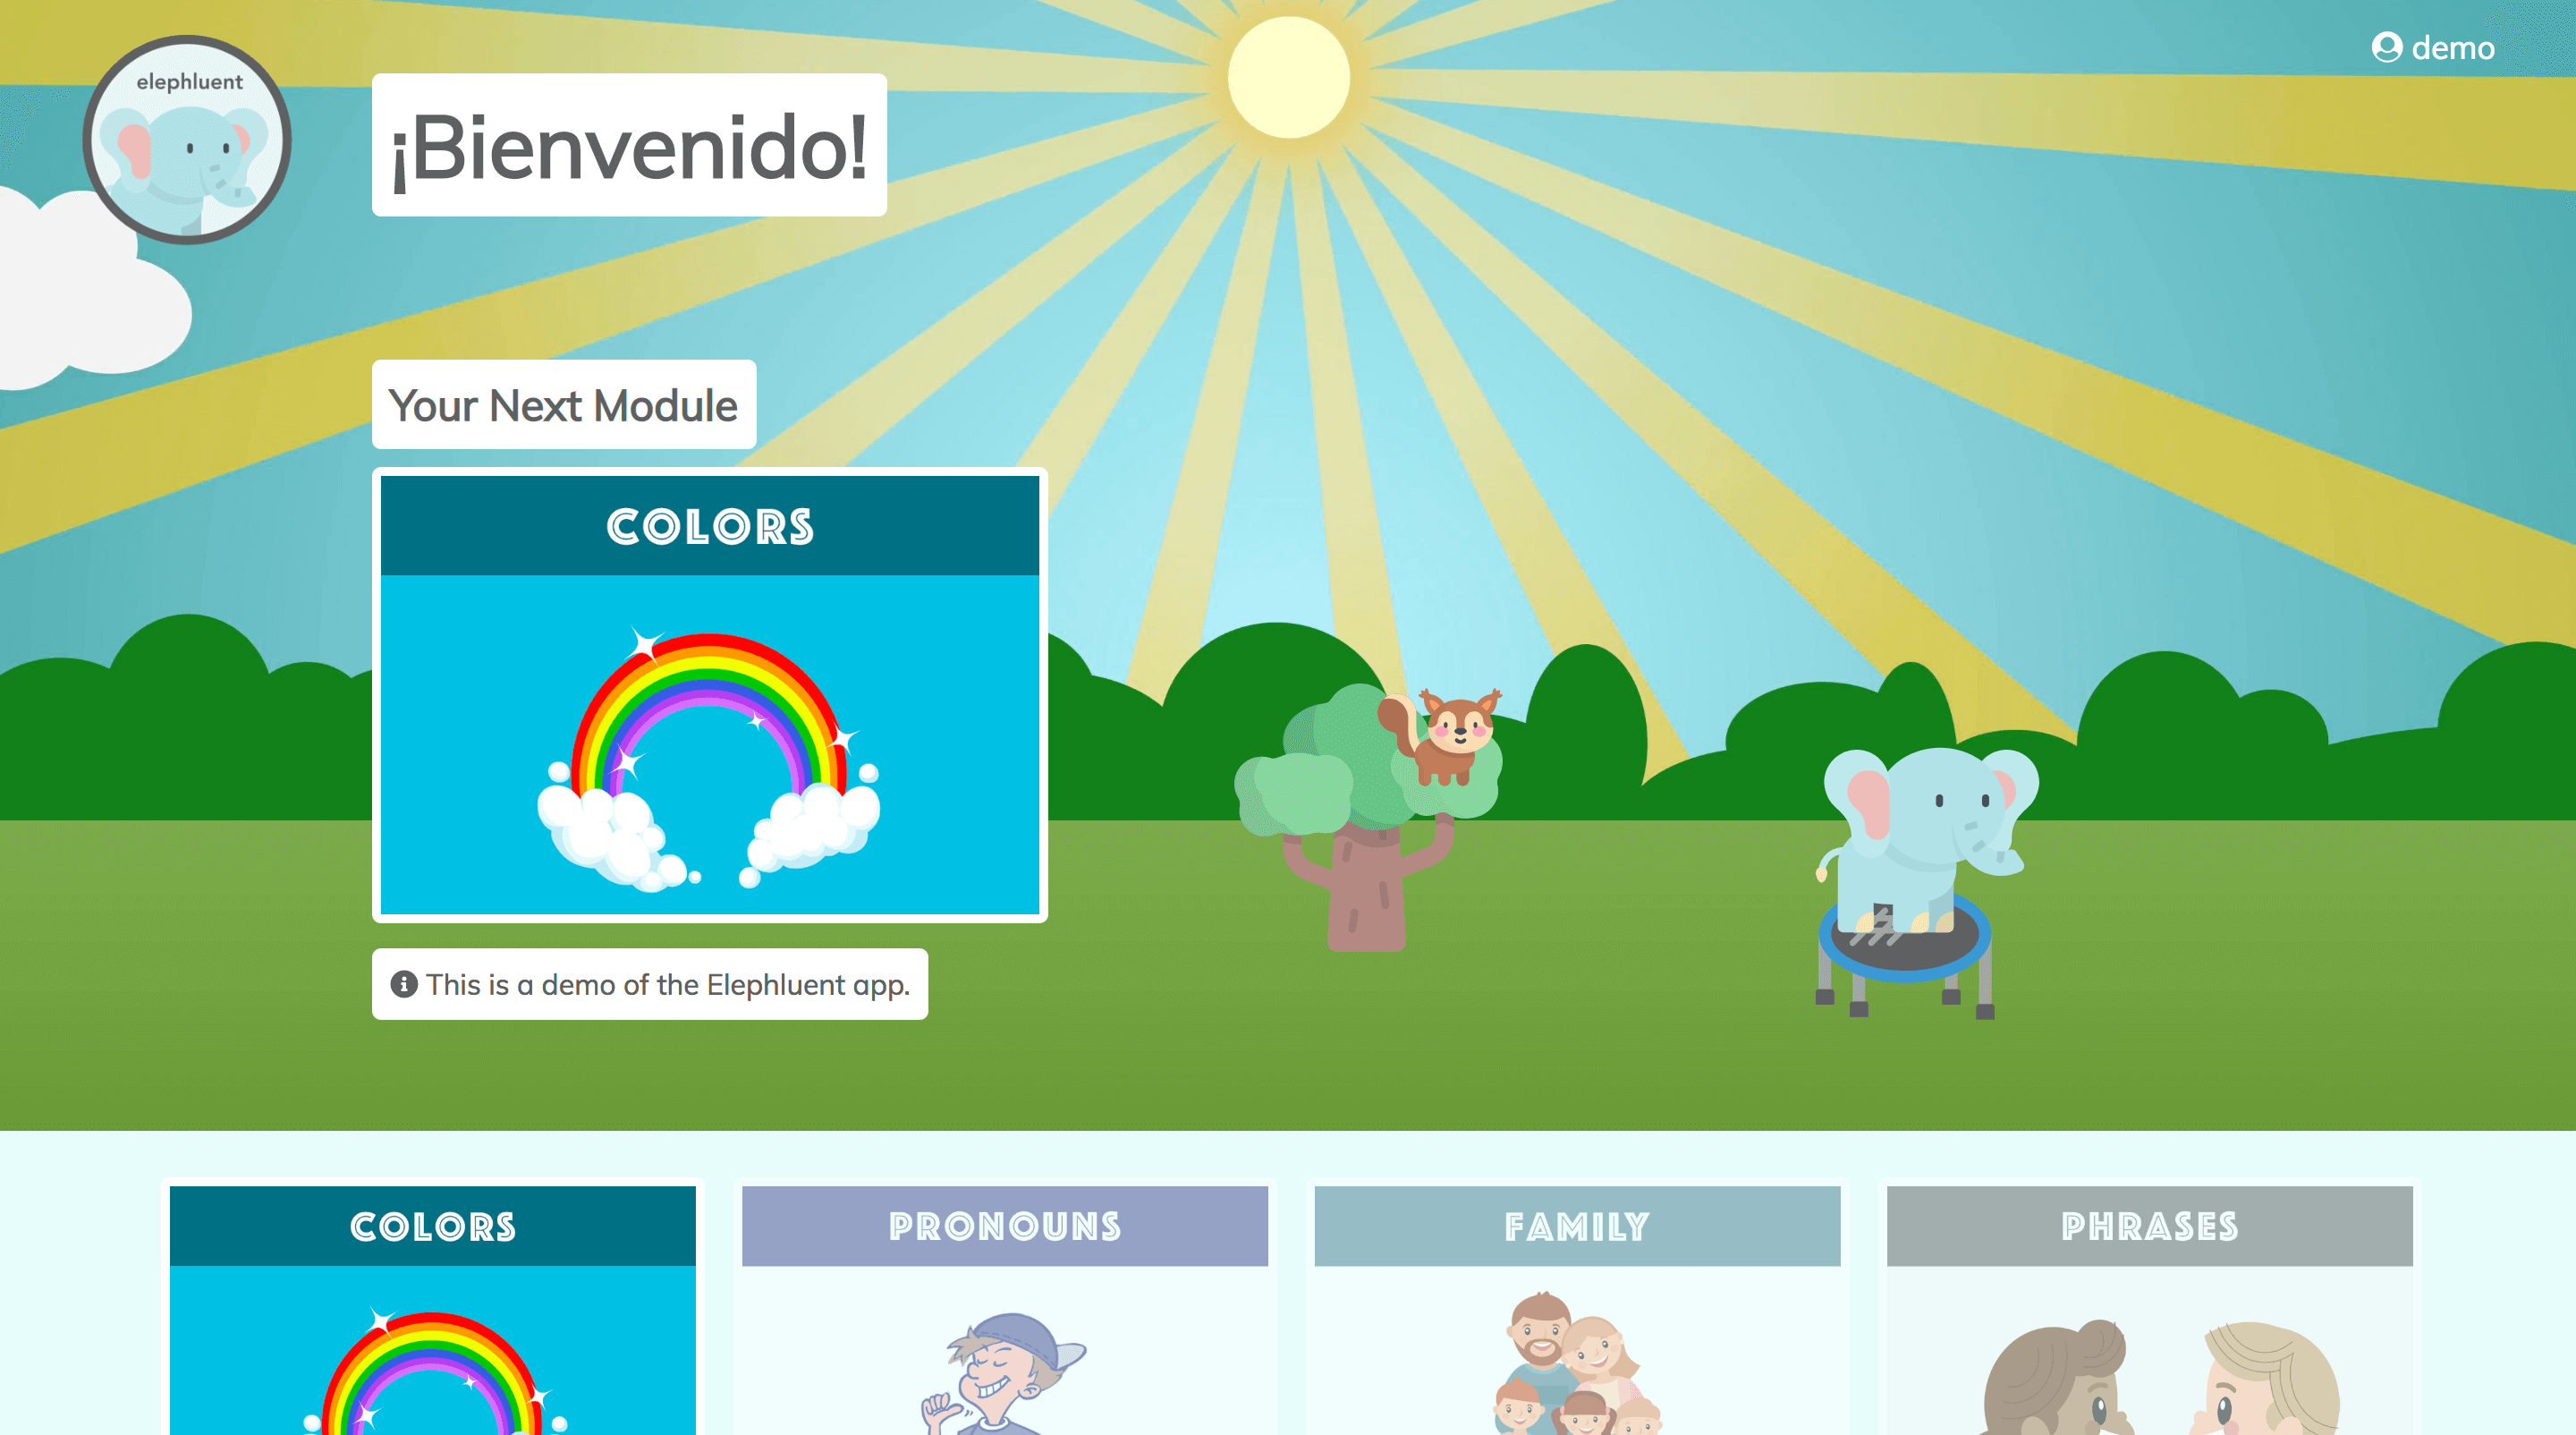 elephluent
demo
¡Bienvenido!
Your Next Module
COLORS
This is a demo of the Elephluent app.
COLORS
PRONOUNS
FAMILY
PHRASES